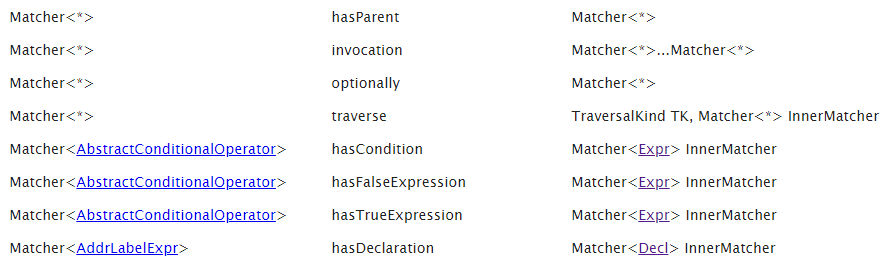 Matcher<*> hasParent Matcher<*>
Matcher<*> invocation Matcher<*>...Matcher<*>
Matcher<*> optionally Matcher<*>
Matcher<*> traverse TraversalKind TK, Matcher<*> InnerMatcher
Matcher<AbstractConditionalOperator> hasCondition Matcher<Expr> InnerMatcher
Matcher<AbstractConditionalOperator> hasFalseExpression Matcher<Expr> InnerMatcher
Matcher<AbstractConditionalOperator> hasTrueExpression Matcher<Expr> InnerMatcher
Matcher<AddrLabelExpr> hasDeclaration Matcher<Decl> InnerMatcher